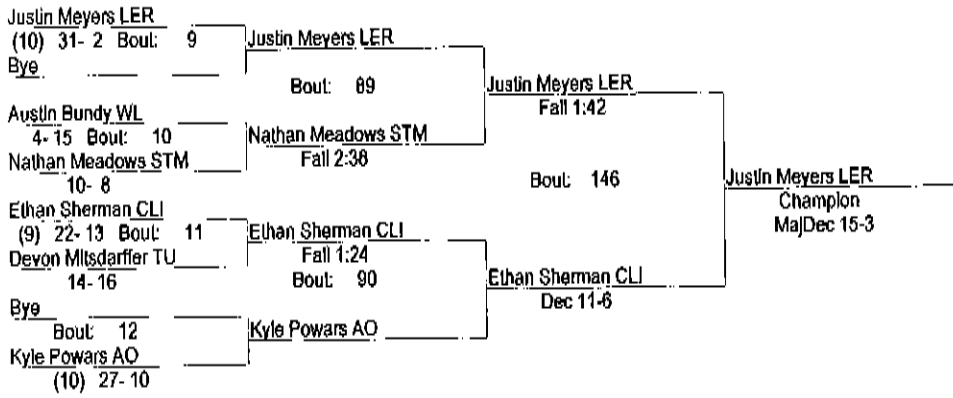 Justin Meyers LER
(10) 31- 2 Bout: 9
Bye
Austin Bundy WL
4- 15 Bout: 10
Nathan Meadows STM
10- 8
Ethan Sherman CLI
(9) 22- 13 Bout: 11
Devon Mitsdarffer TU
14- 16
Bye
Bout: 12
Kyle Powars AO
(10) 27- 10
Justin Meyers LER
Bout: 89
Nathan Meadows STM
Fall 2:38
Ethan Sherman CLI
Fall 1:24
Bout: 90
Kyle Powars AO
Justin Meyers LER
Fall 1:42
Bout: 146
Ethan Sherman CLI
Dec 11-6
Justin Meyers LER
Champion
MajDec 15-3